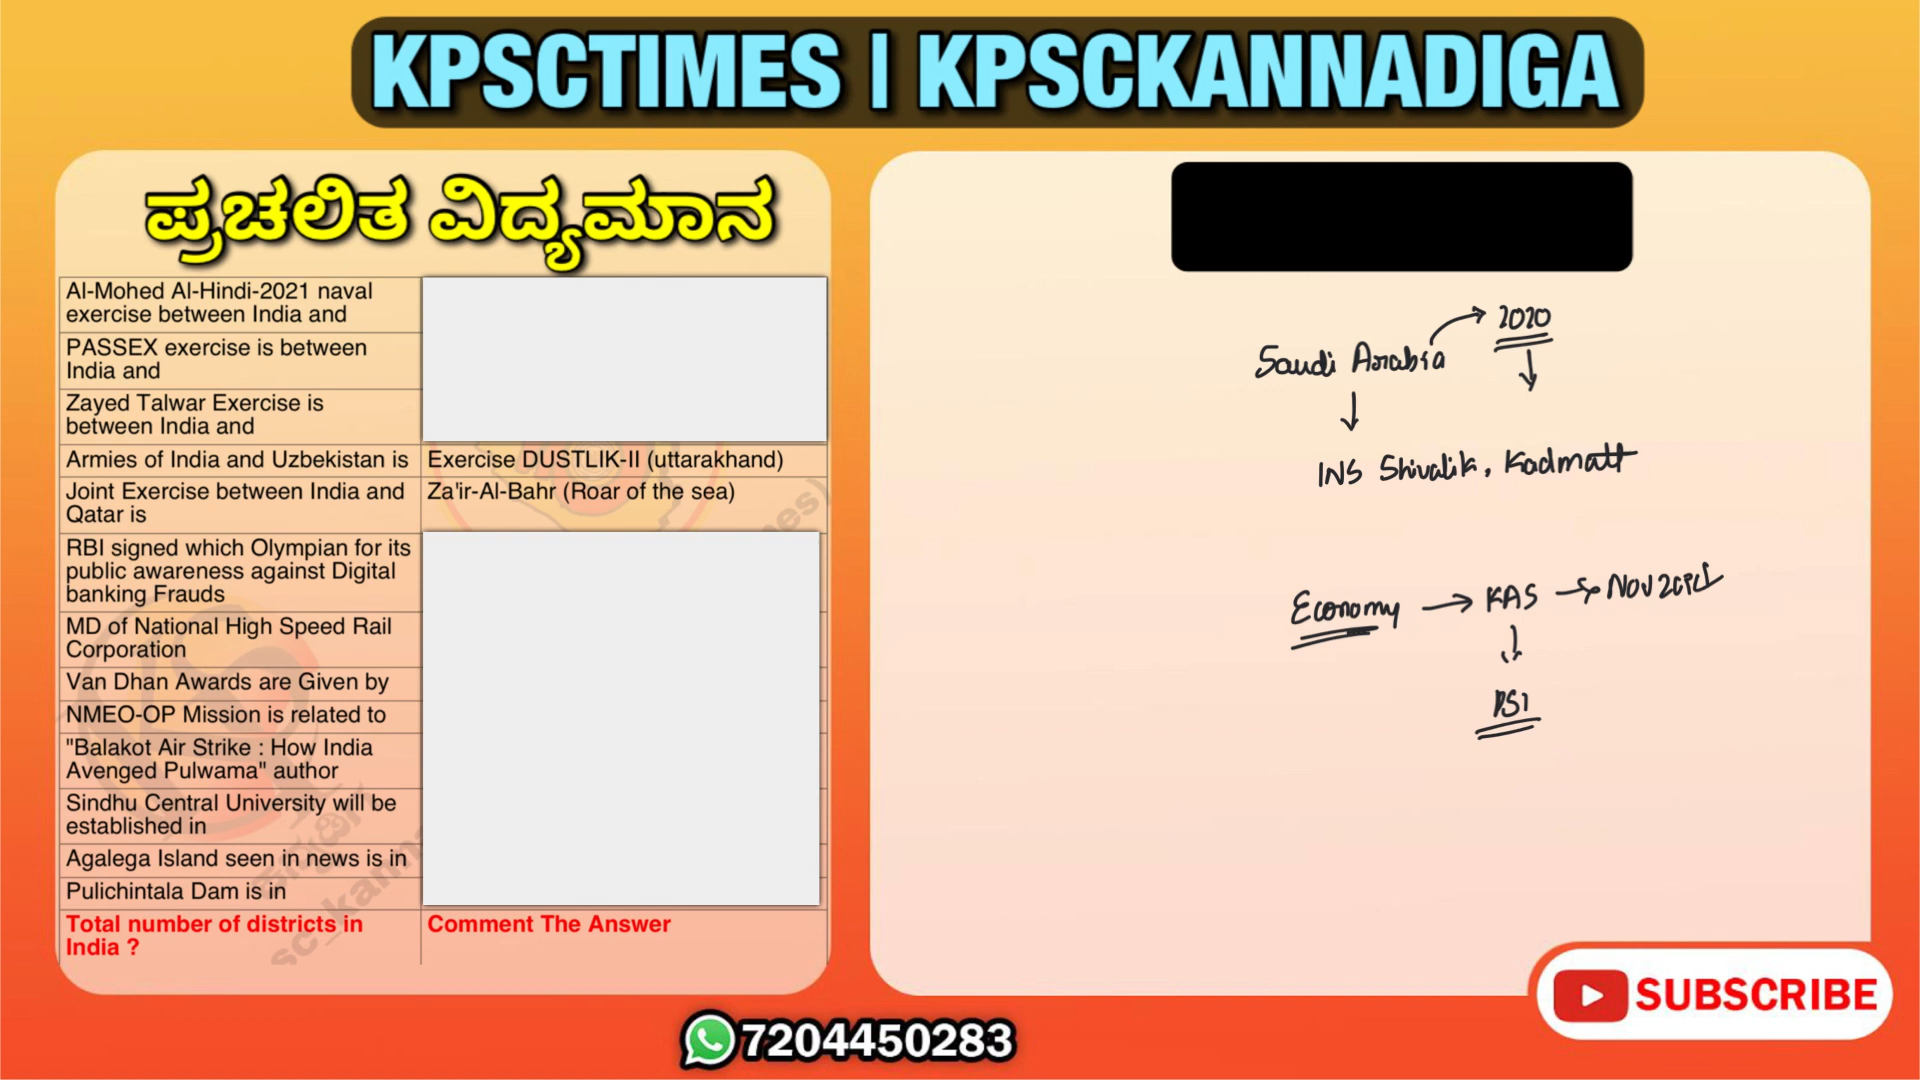 KPSCTIMES | KPSCKANNADIGA
ಪ್ರಚಲಿತ ವಿದ್ಯಮಾನ
Al-Mohed Al-Hindi-2021 naval
exercise between India and
PASSEX exercise is between
India and
Zayed Talwar Exercise is
between India and
Armies of India and Uzbekistan is
Exercise DUSTLIK-II (uttarakhand)
Joint Exercise between India and
Qatar is
Za'ir-Al-Bahr (Roar of the sea)
RBI signed which Olympian for its
public awareness against Digital
banking Frauds
MD of National High Speed Rail
Corporation
Van Dhan Awards are Given by
NMEO-OP Mission is related to
"Balakot Air Strike : How India
Avenged Pulwama" author
Sindhu Central University will be
established in
Agalega Island seen in news is in
Pulichintala Dam is in
Total number of districts in
India ?
Comment The Answer
2020
Saudi Arabia
INS Shivalik, Kadmatt
Economy → KAS →
PSI
SUBSCRIBE
7204450283